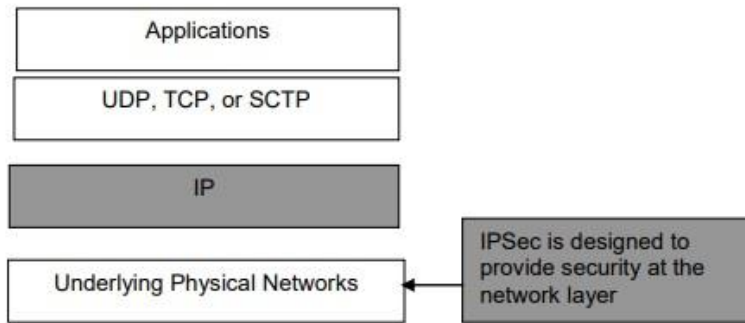 Applications
UDP, TCP, or SCTP
IP
Underlying Physical Networks
IPSec is designed to
provide security at the
network layer